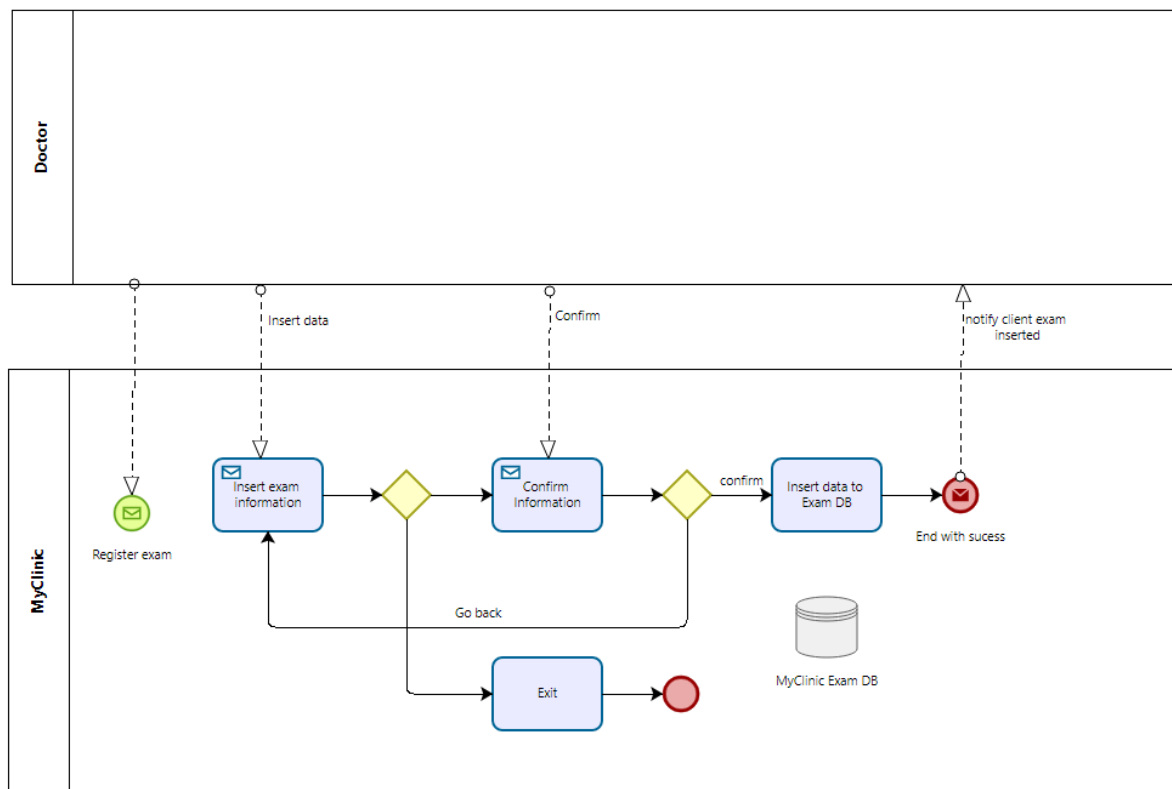 Doctor
Insert data
Confirm
notify client exam
inserted
MyClinic
Register exam
Insert exam
information
Confirm
Information
confirm
Insert data to
Exam DB
End with sucess
Go back
Exit
MyClinic Exam DB